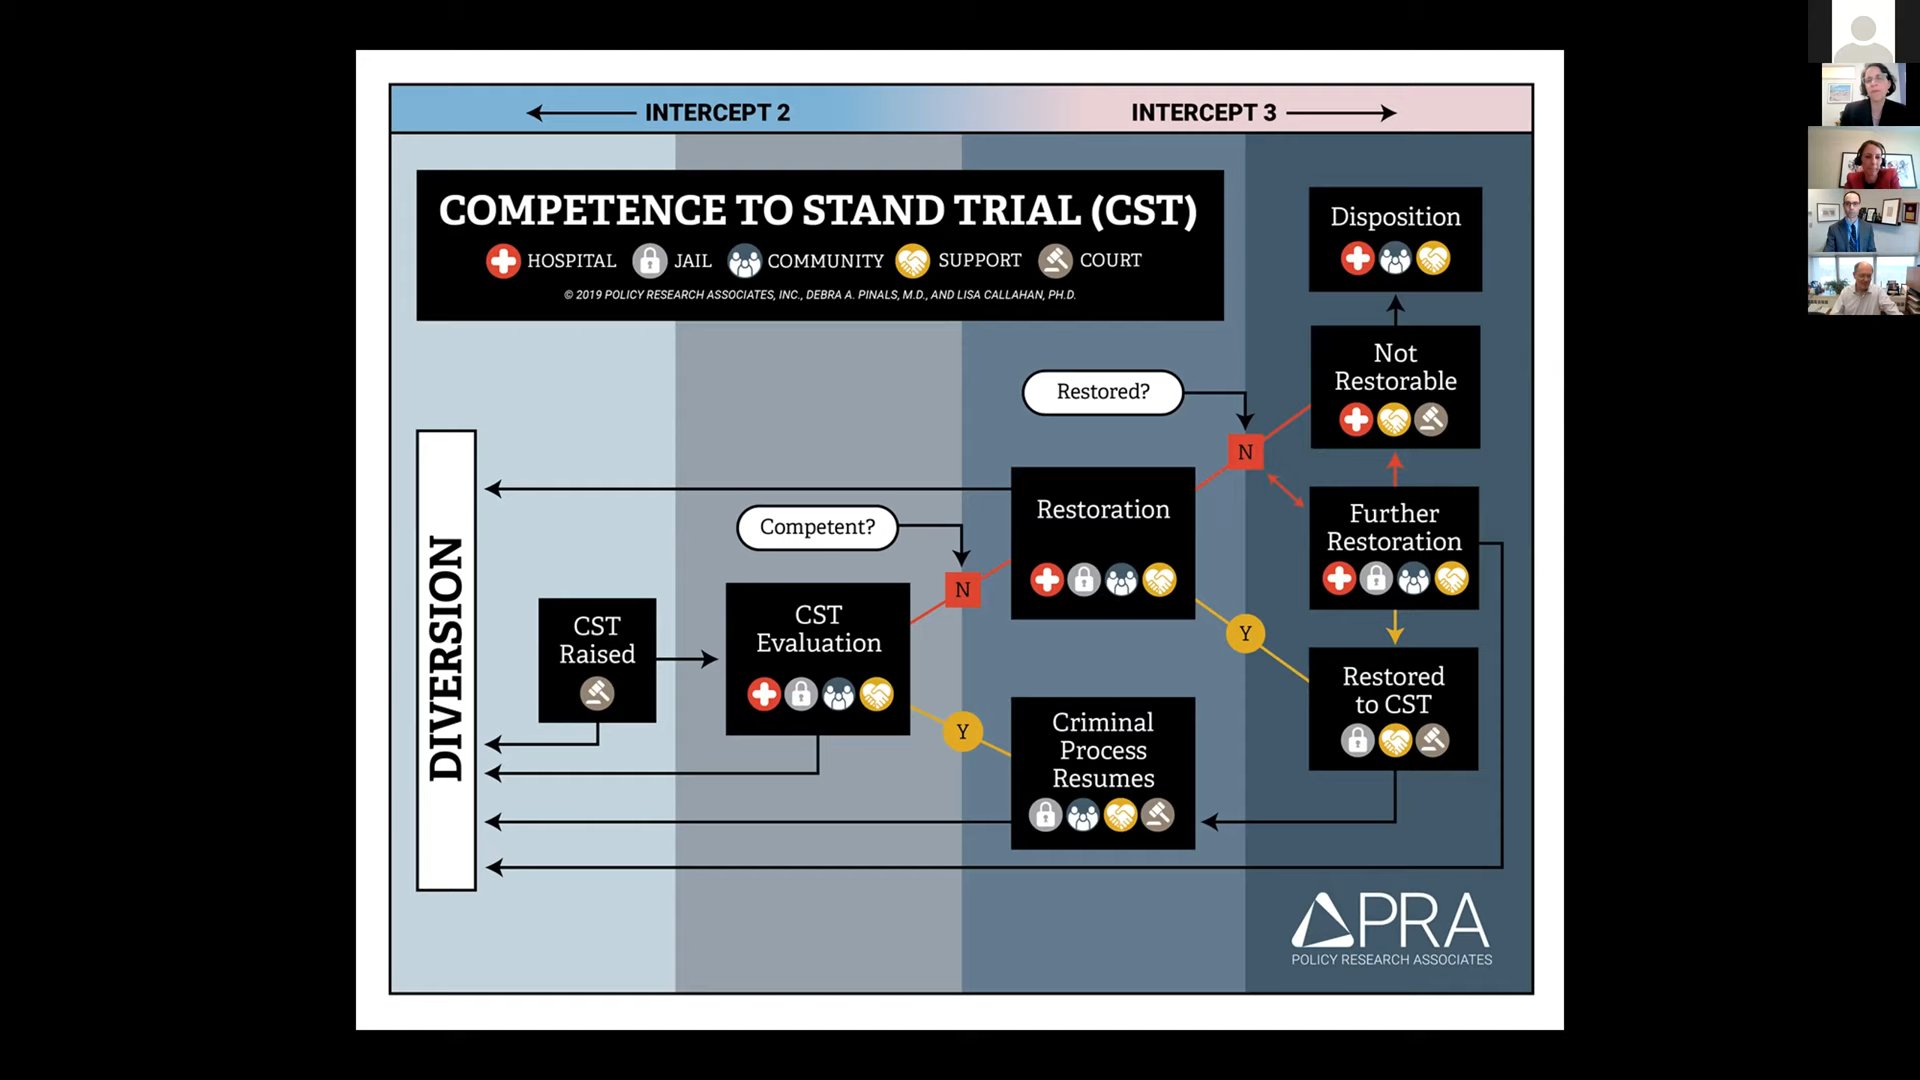 INTERCEPT 2
INTERCEPT 3
COMPETENCE TO STAND TRIAL (CST)
HOSPITAL JAIL COMMUNITY SUPPORT COURT
© 2019 POLICY RESEARCH ASSOCIATES, INC., DEBRA A. PINALS, M.D., AND LISA CALLAHAN, PH.D.
Disposition
Not
Restorable
Restored?
N
Restoration
Further
Restoration
Competent?
N
DIVERSION
CST
Raised
CST
Evaluation
Y
Y
Restored
to CST
Criminal
Process
Resumes
PRA
POLICY RESEARCH ASSOCIATES